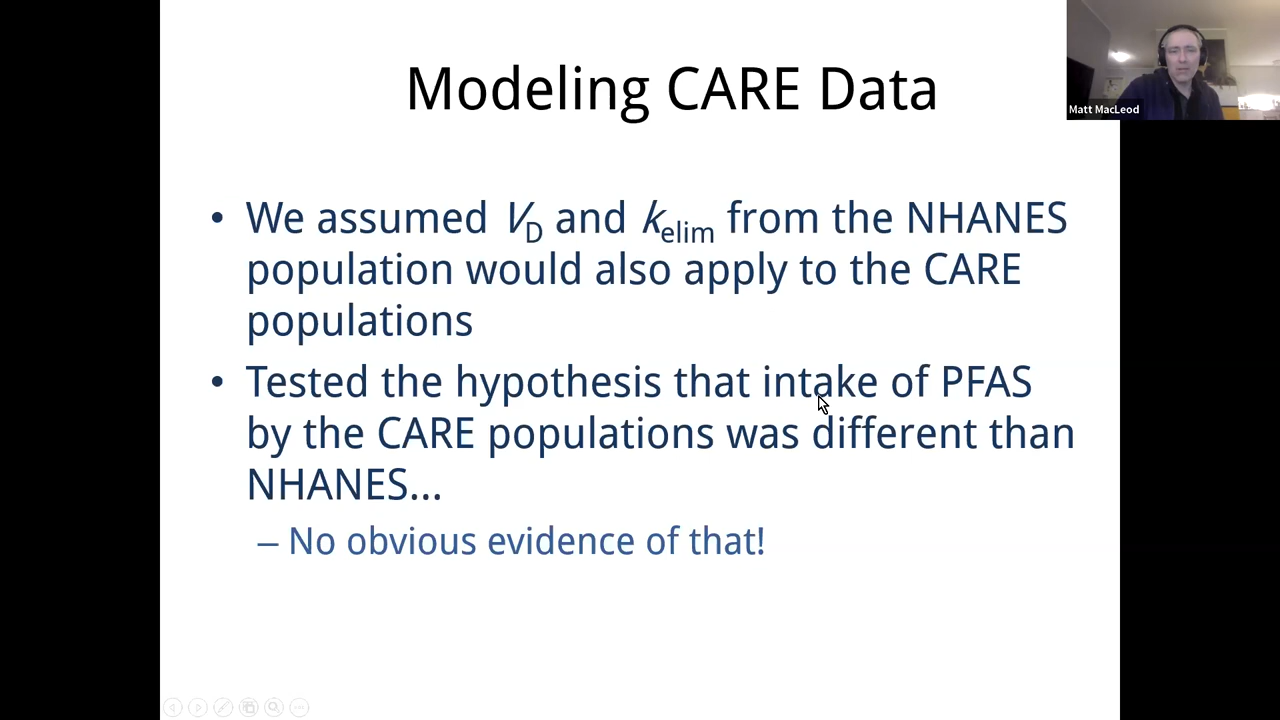 Modeling CARE Data
Matt MacLeod
• We assumed VD and kelim from the NHANES
population would also apply to the CARE
populations
• Tested the hypothesis that intake of PFAS
by the CARE populations was different than
NHANES...
– No obvious evidence of that!